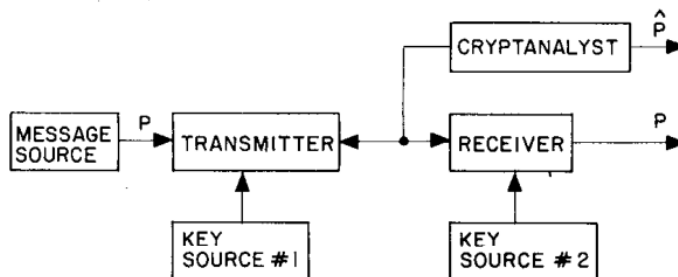 CRYPTANALYST
P̂
MESSAGE
SOURCE
P
TRANSMITTER
RECEIVER
P
KEY
SOURCE #1
KEY
SOURCE #2